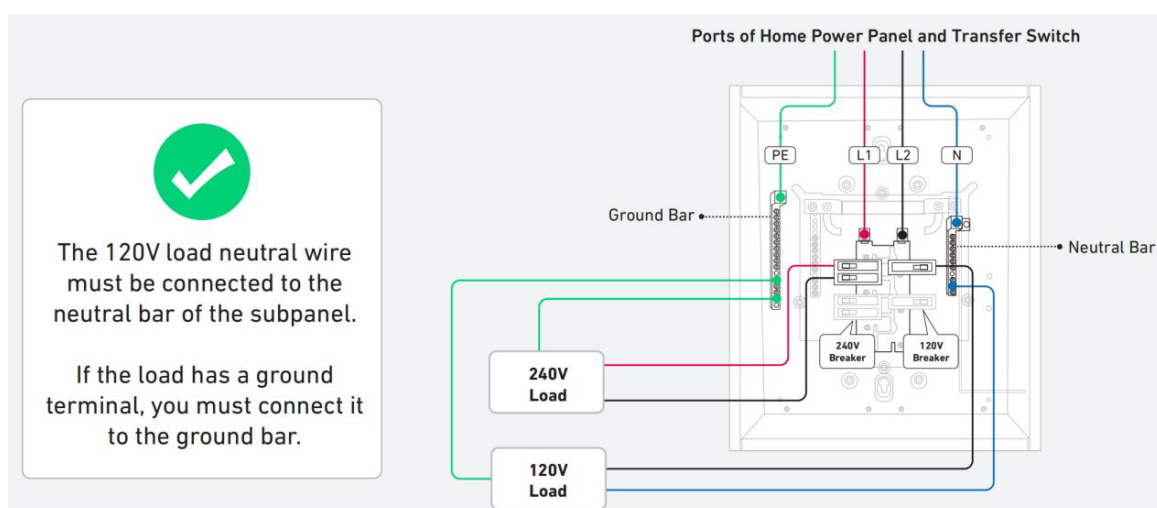 Ports of Home Power Panel and Transfer Switch
The 120V load neutral wire
must be connected to the
neutral bar of the subpanel.
If the load has a ground
terminal, you must connect it
to the ground bar.
PE
L1
L2
N
Ground Bar
Neutral Bar
240V
Breaker
120V
Breaker
240V
Load
120V
Load